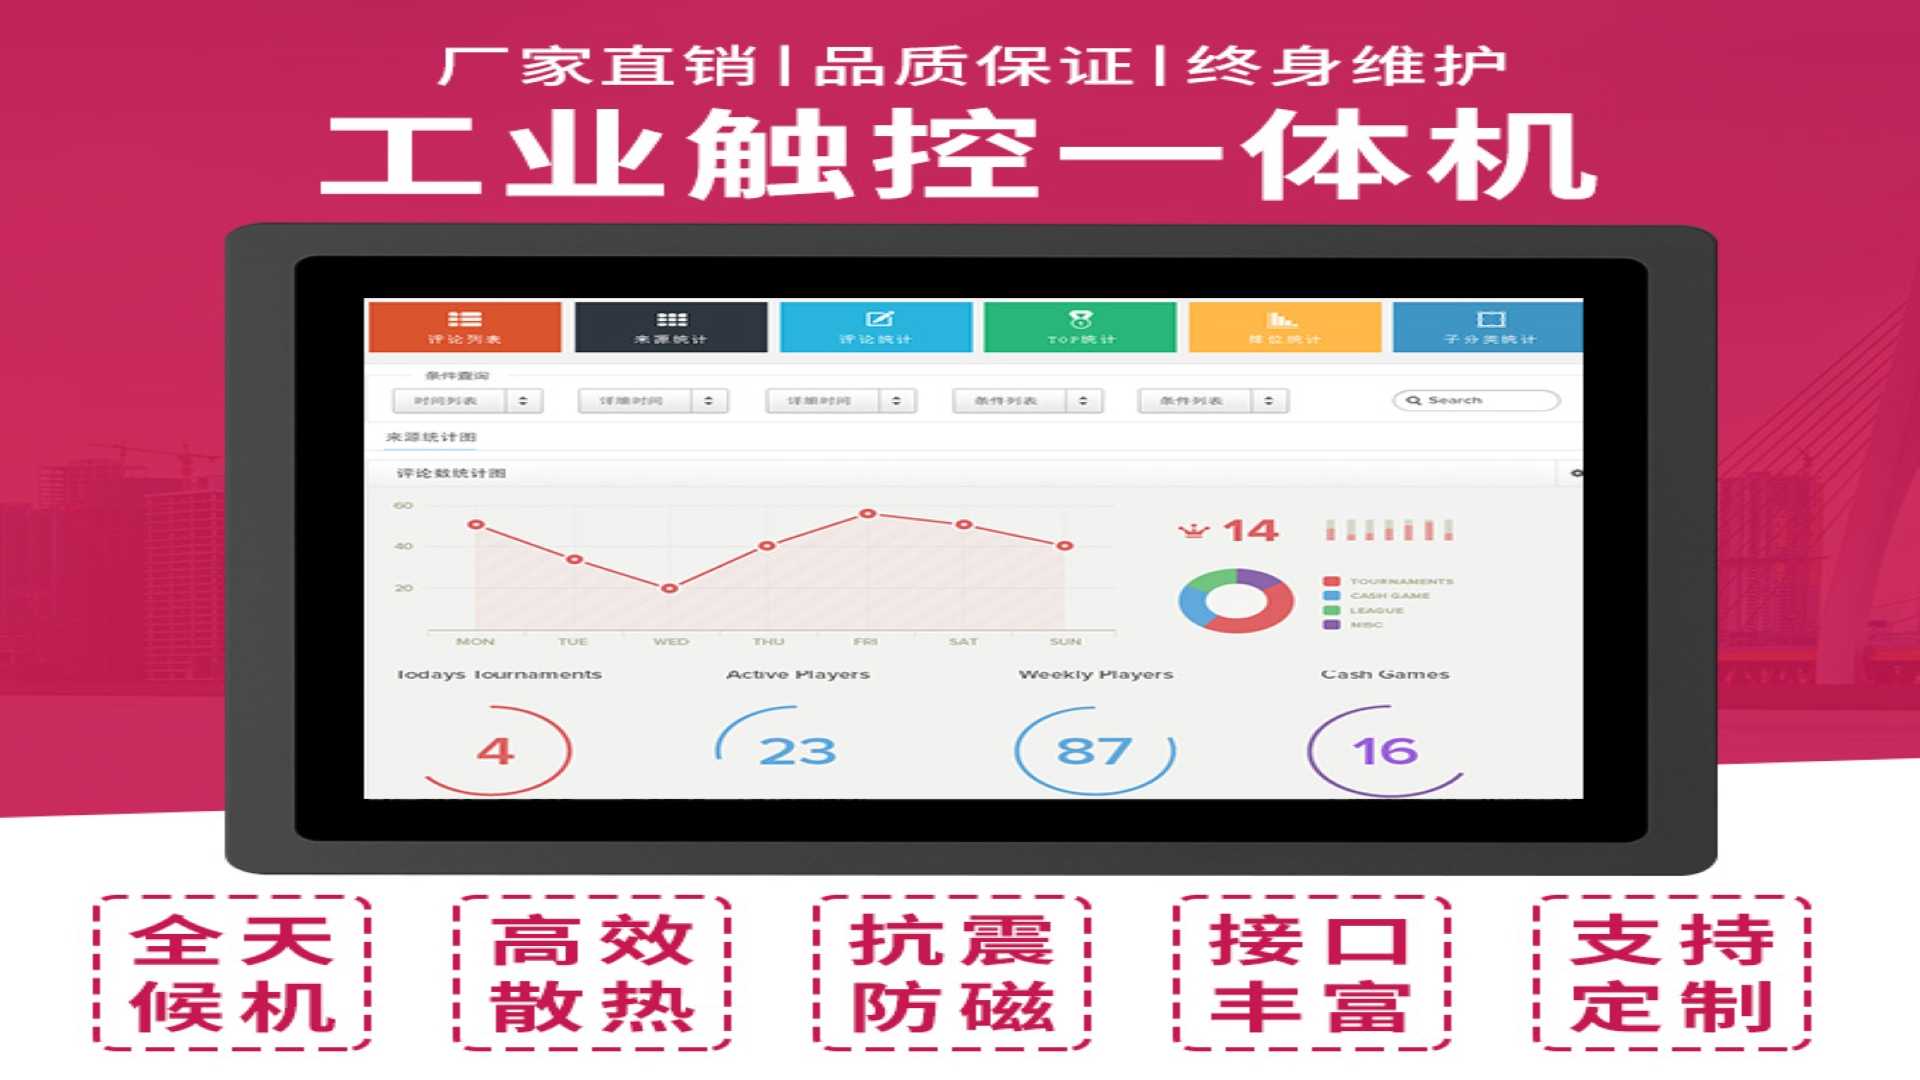 厂家直销|品质保证|终身维护
工业触控一体机
评论列表
来源统计
评论统计
TOP统计
子分类统计
条件查询
时间列表
详细时间
详细时间
条件列表
条件列表
Search
来源统计图
评论数统计图
60
40
20
MON TUE WED THU FRI SAT SUN
14
TOURNAMENTS
CASH GAME
LEAGUE
MISC
Todays Tournaments
Active Players
Weekly Players
Cash Games
4
23
87
16
全天
候机
高效
散热
抗震
防磁
接口
丰富
支持
定制